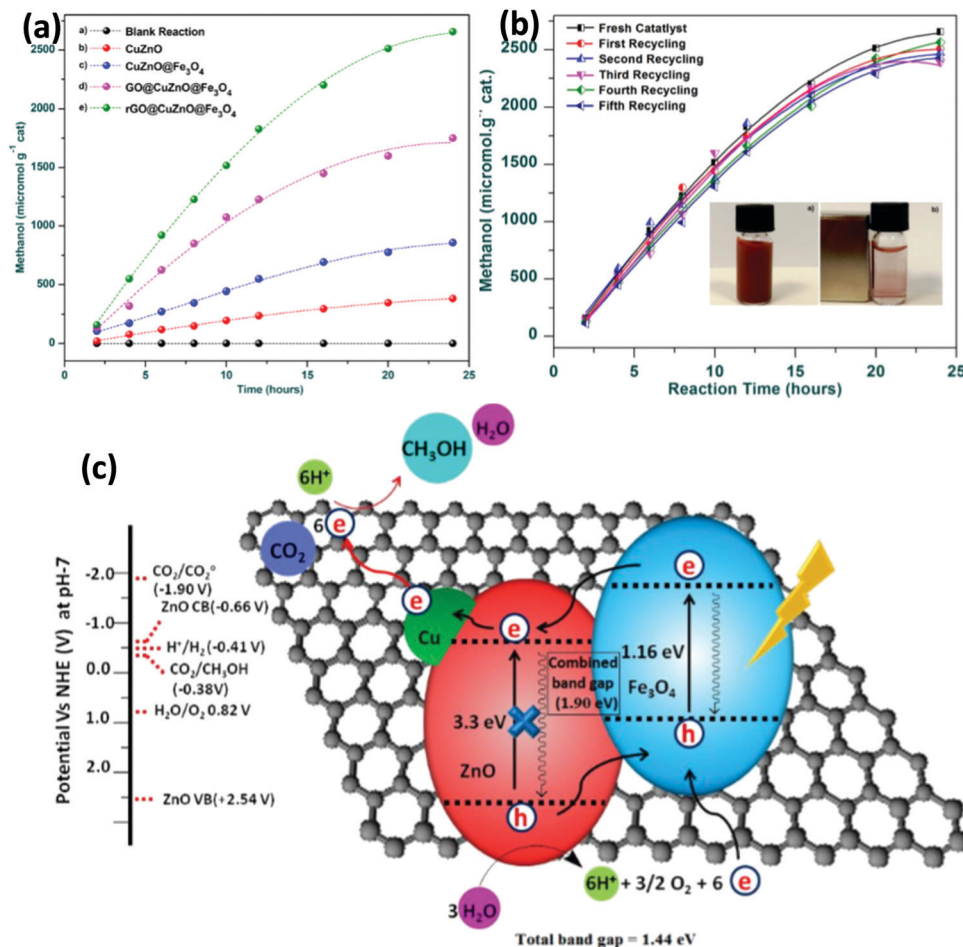 (a)
Methanol (micromol g⁻¹ cat)
2500
2000
1500
1000
500
0
0 5 10 15 20 25
Time (hours)
a) Blank Reaction
b) CuZnO
c) CuZnO@Fe₃O₄
d) GO@CuZnO@Fe₃O₄
e) rGO@CuZnO@Fe₃O₄
(b)
Methanol (micromol.g⁻¹ cat.)
2500
2000
1500
1000
500
0
0 5 10 15 20 25
Reaction Time (hours)
Fresh Catatlyst
First Recycling
Second Recycling
Third Recycling
Fourth Recycling
Fifth Recycling
a)
b)
(c)
Potential Vs NHE (V) at pH-7
-2.0
-1.0
0.0
1.0
2.0
CO₂/CO₂°
(-1.90 V)
ZnO CB(-0.66 V)
H⁺/H₂(-0.41 V)
CO₂/CH₃OH
(-0.38V)
H₂O/O₂ 0.82 V
ZnO VB(+2.54 V)
CH₃OH
H₂O
6H⁺
6 e
CO₂
e
Cu
e
e
3.3 eV
ZnO
h
Combined
band gap
(1.90 eV)
1.16 eV
Fe₃O₄
h
3 H₂O
6H⁺ + 3/2 O₂ + 6 e
Total band gap = 1.44 eV